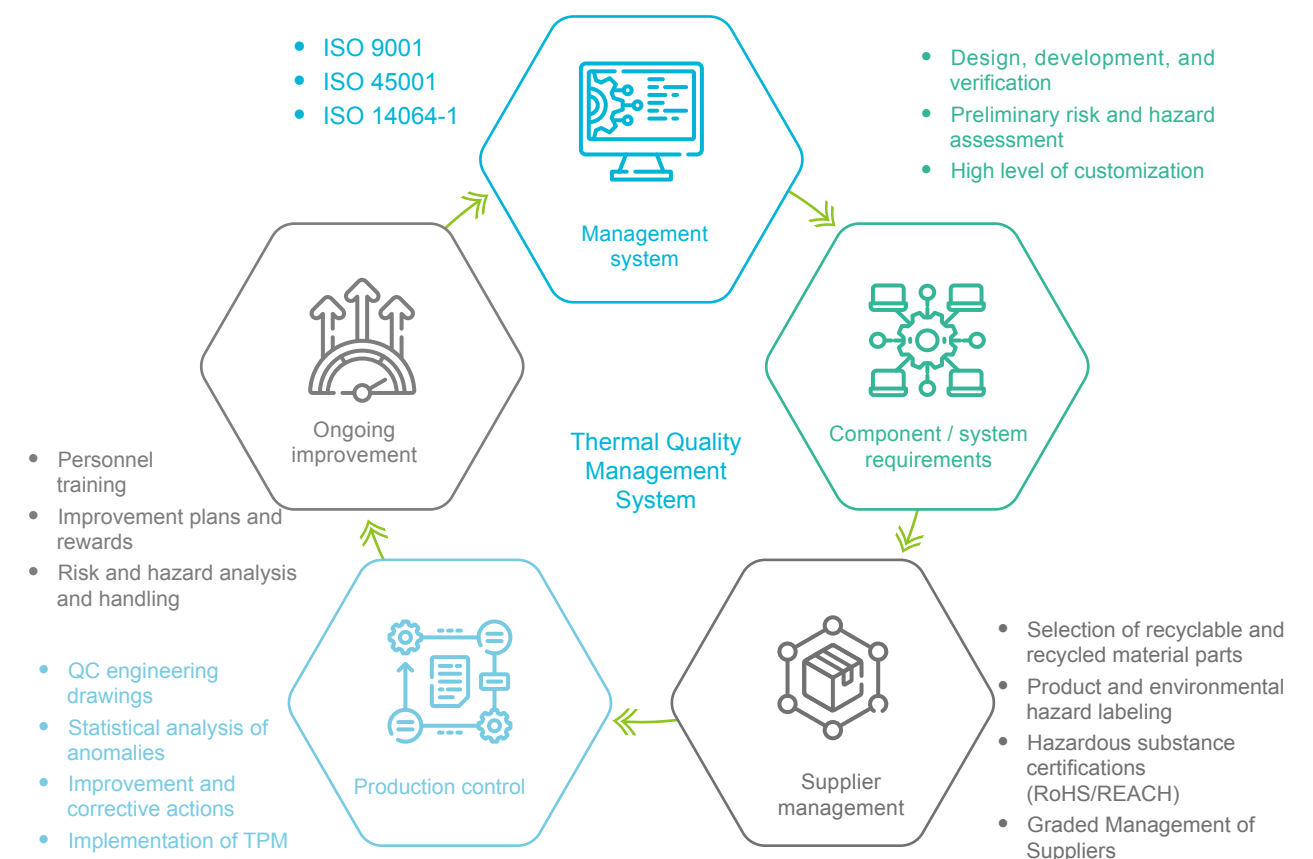 • ISO 9001
• ISO 45001
• ISO 14064-1
Management
system
• Design, development, and
verification
• Preliminary risk and hazard
assessment
• High level of customization
Component / system
requirements
Ongoing
improvement
Thermal Quality
Management
System
• Personnel
training
• Improvement plans and
rewards
• Risk and hazard analysis
and handling
• QC engineering
drawings
• Statistical analysis of
anomalies
• Improvement and
corrective actions
• Implementation of TPM
Production control
Supplier
management
• Selection of recyclable and
recycled material parts
• Product and environmental
hazard labeling
• Hazardous substance
certifications
(RoHS/REACH)
• Graded Management of
Suppliers